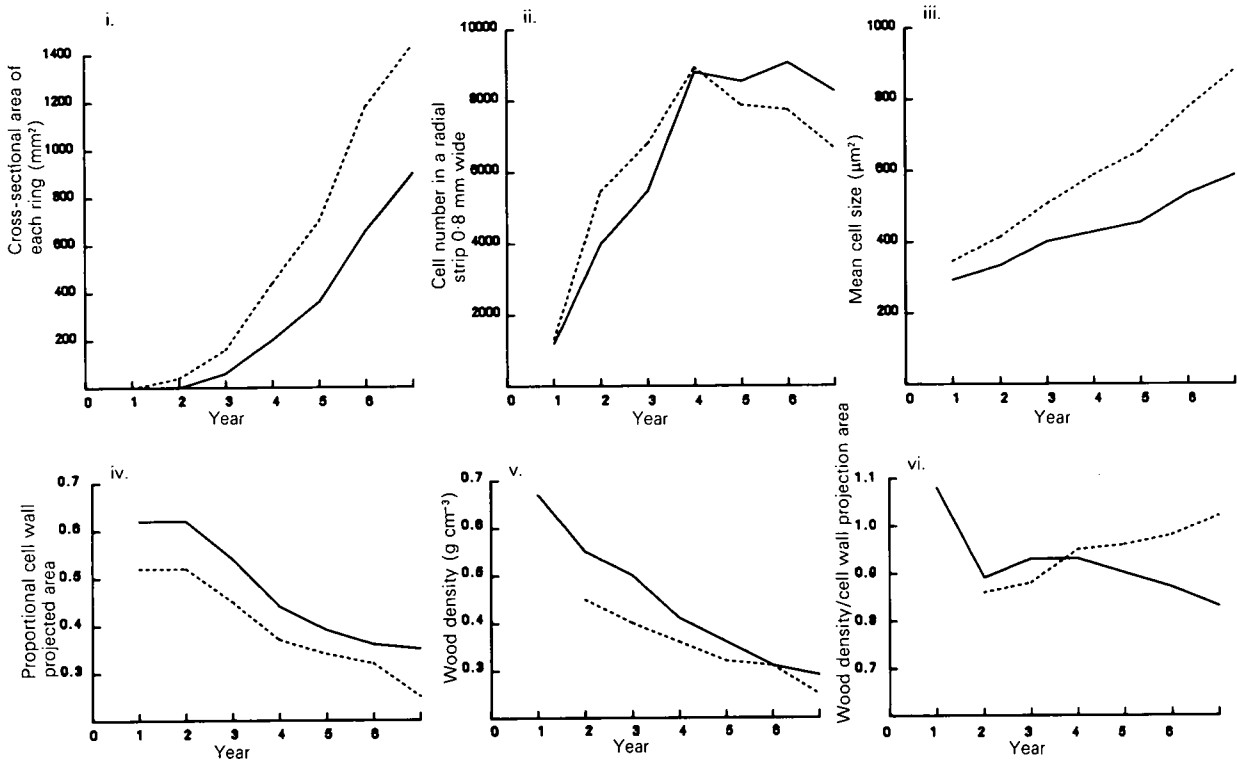 i.
Cross-sectional area of
each ring (mm²)
1400
1200
1000
800
600
400
200
0 1 2 3 4 5 6
Year
ii.
Cell number in a radial
strip 0·8 mm wide
10000
8000
6000
4000
2000
0 1 2 3 4 5 6
Year
iii.
Mean cell size (μm²)
1000
800
600
400
200
0 1 2 3 4 5 6
Year
iv.
Proportional cell wall
projected area
0.7
0.6
0.5
0.4
0.3
0 1 2 3 4 5 6
Year
v.
Wood density (g cm⁻³)
0.7
0.6
0.5
0.4
0.3
0 1 2 3 4 5 6
Year
vi.
Wood density/cell wall projection area
1.1
1.0
0.9
0.8
0.7
0 1 2 3 4 5 6
Year